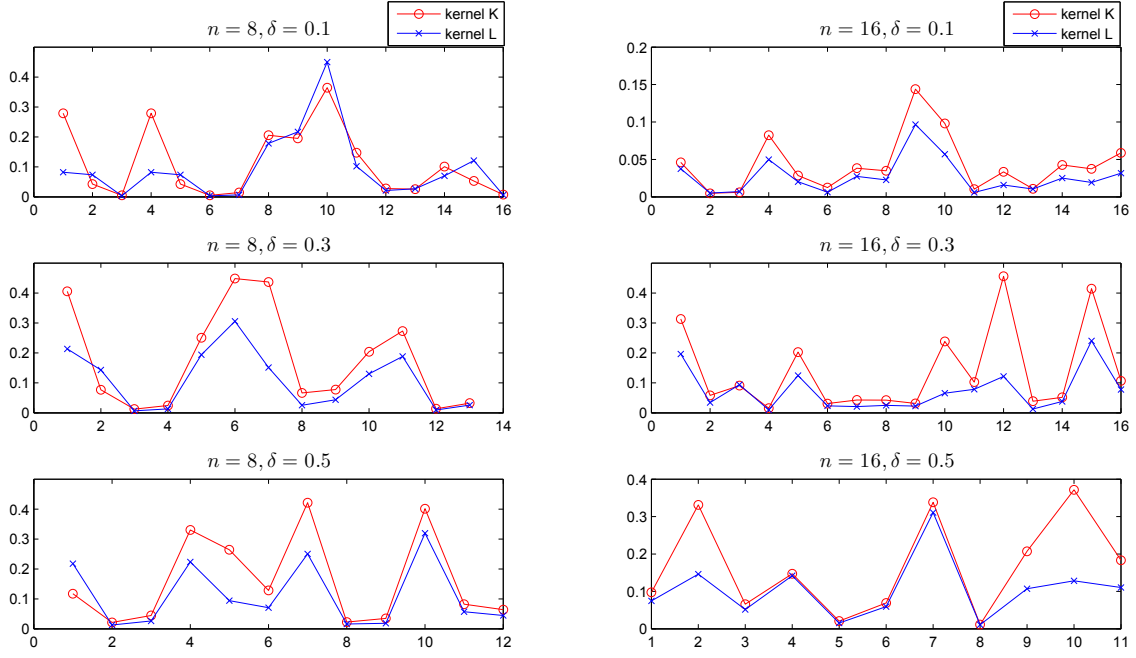 n = 8, δ = 0.1
kernel K
kernel L
0.4
0.3
0.2
0.1
0
0 2 4 6 8 10 12 14 16
n = 16, δ = 0.1
kernel K
kernel L
0.2
0.15
0.1
0.05
0
0 2 4 6 8 10 12 14 16
n = 8, δ = 0.3
0.4
0.3
0.2
0.1
0
0 2 4 6 8 10 12 14
n = 16, δ = 0.3
0.4
0.3
0.2
0.1
0
0 2 4 6 8 10 12 14 16
n = 8, δ = 0.5
0.4
0.3
0.2
0.1
0
0 2 4 6 8 10 12
n = 16, δ = 0.5
0.4
0.3
0.2
0.1
0
1 2 3 4 5 6 7 8 9 10 11